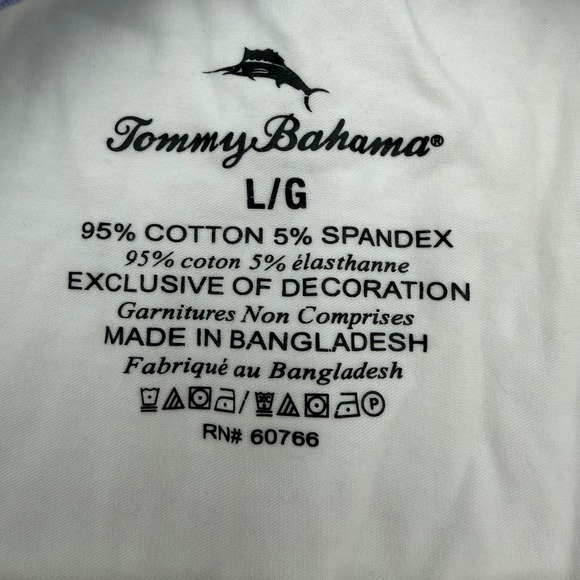 Tommy Bahama®
L/G
95% COTTON 5% SPANDEX
95% coton 5% élasthanne
EXCLUSIVE OF DECORATION
Garnitures Non Comprises
MADE IN BANGLADESH
Fabriqué au Bangladesh
/ P
RN# 60766